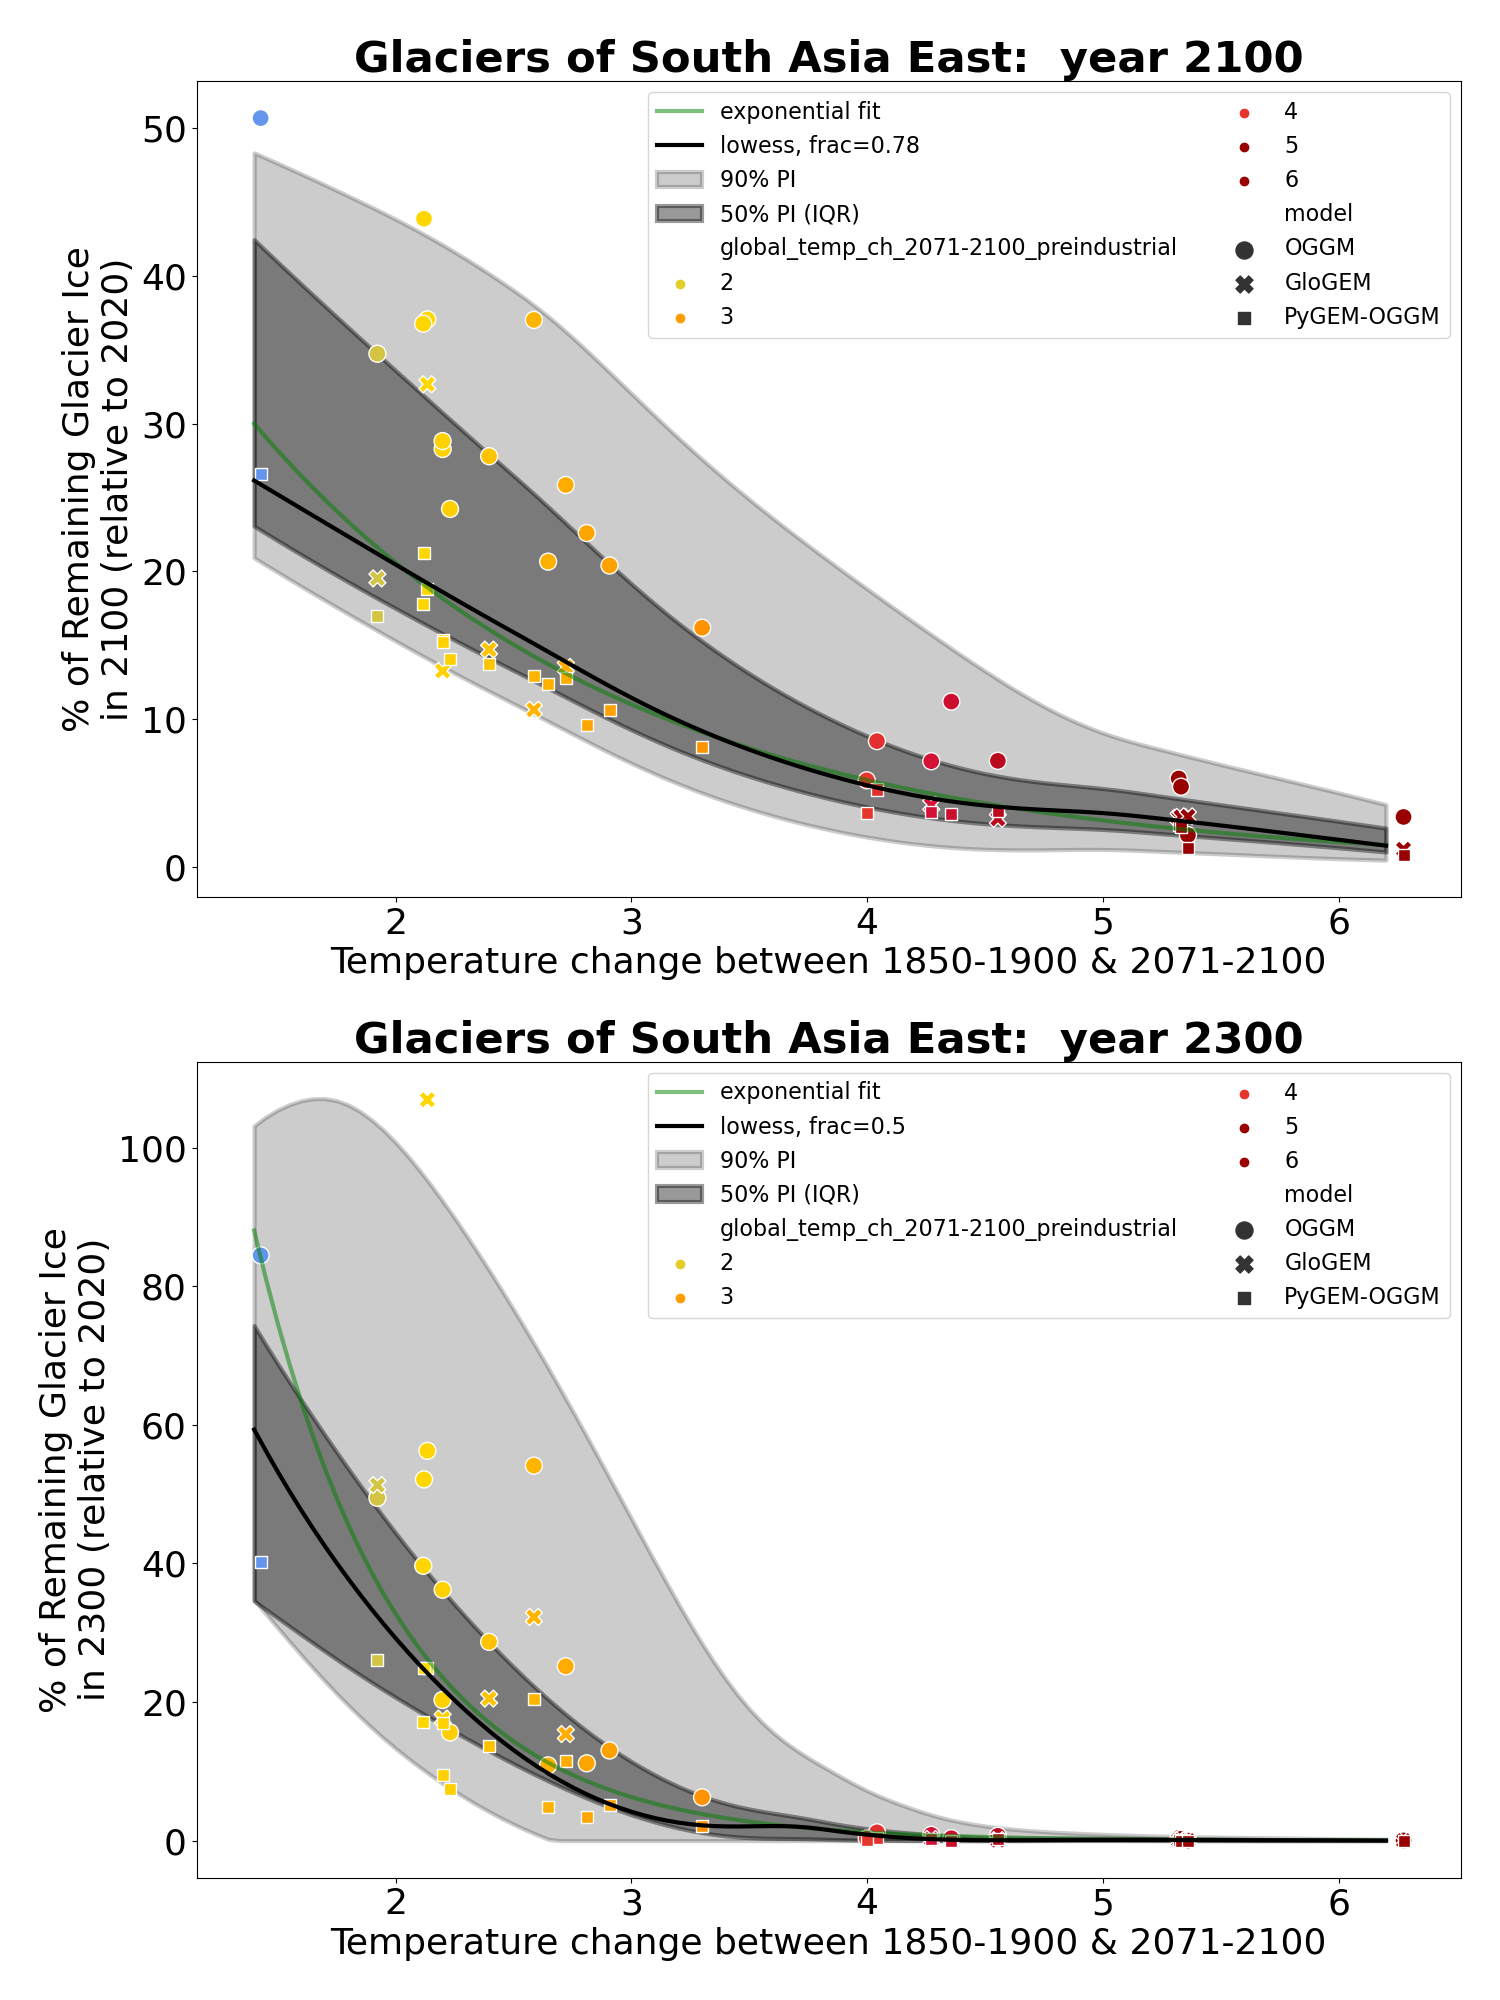 Glaciers of South Asia East:  year 2100
% of Remaining Glacier Ice
in 2100 (relative to 2020)
50
40
30
20
10
0
exponential fit
lowess, frac=0.78
90% PI
50% PI (IQR)
global_temp_ch_2071-2100_preindustrial
2
3
4
5
6
model
OGGM
GloGEM
PyGEM-OGGM
2
3
4
5
6
Temperature change between 1850-1900 & 2071-2100
Glaciers of South Asia East:  year 2300
% of Remaining Glacier Ice
in 2300 (relative to 2020)
100
80
60
40
20
0
exponential fit
lowess, frac=0.5
90% PI
50% PI (IQR)
global_temp_ch_2071-2100_preindustrial
2
3
4
5
6
model
OGGM
GloGEM
PyGEM-OGGM
2
3
4
5
6
Temperature change between 1850-1900 & 2071-2100